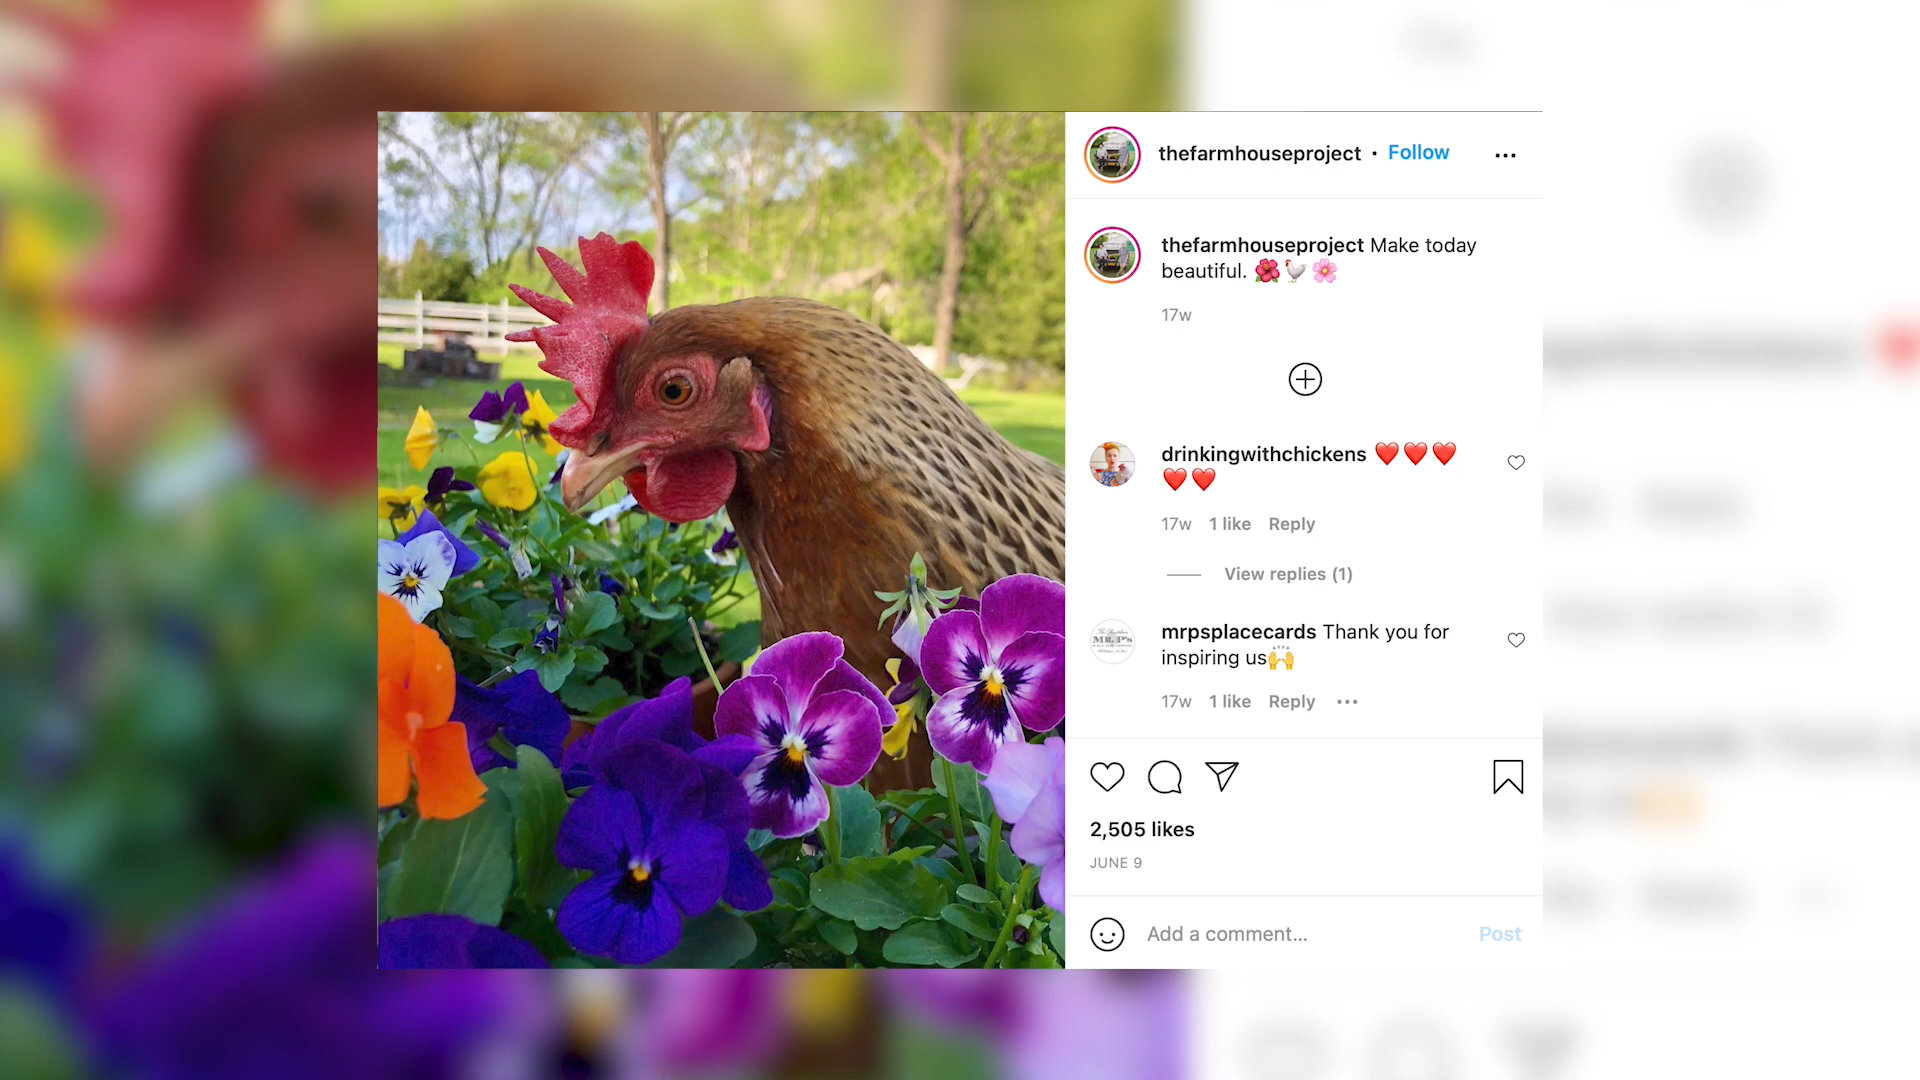 thefarmhouseproject • Follow
thefarmhouseproject Make today
beautiful. 🌺🐓🌸
17w
drinkingwithchickens ❤️❤️❤️
❤️❤️
17w 1 like Reply
View replies (1)
MR. P's
mrpsplacecards Thank you for
inspiring us🙌
17w 1 like Reply
2,505 likes
JUNE 9
Add a comment... Post